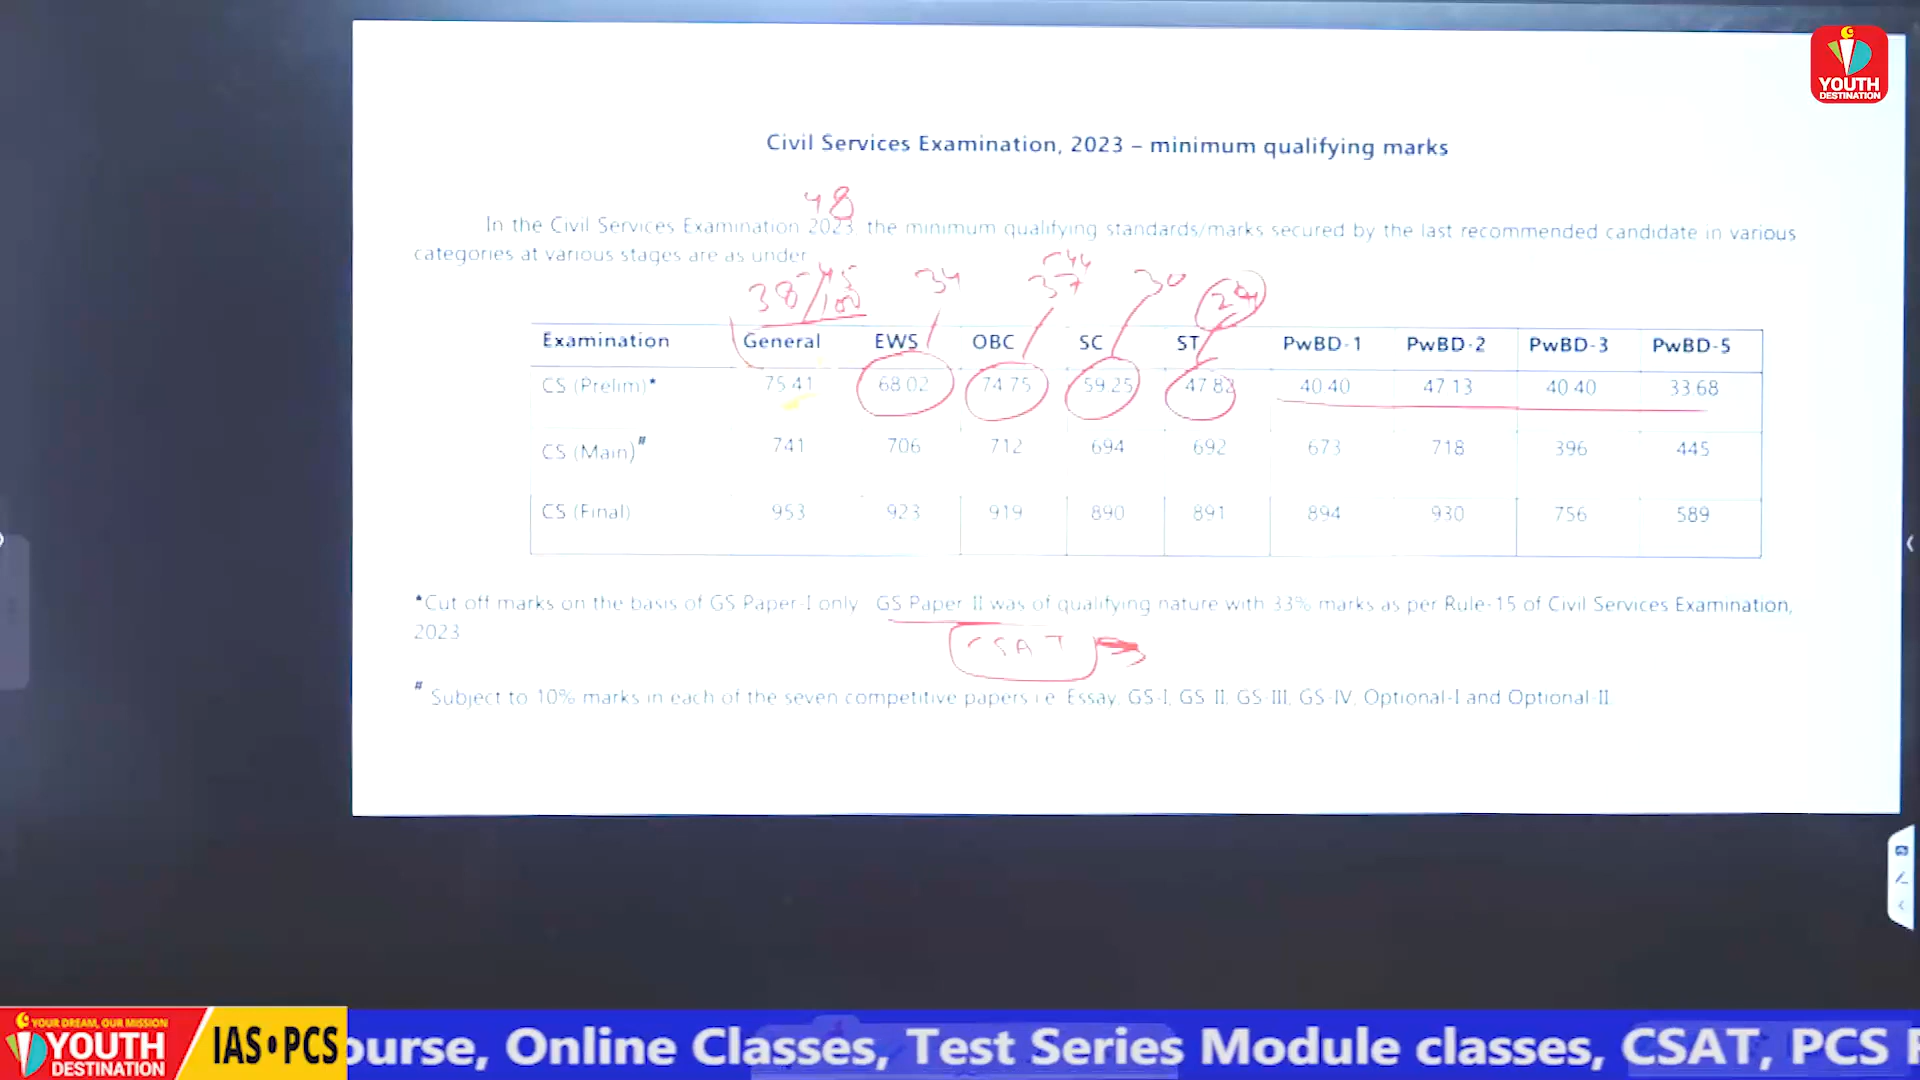 YOUTH
DESTINATION
Civil Services Examination, 2023 – minimum qualifying marks
48
In the Civil Services Examination 2023, the minimum qualifying standards/marks secured by the last recommended candidate in various
categories at various stages are as under
38/100 34 37 30
Examination General EWS OBC SC ST PwBD-1 PwBD-2 PwBD-3 PwBD-5
CS (Prelim)* 75.41 68.02 74.75 59.25 47.82 40.40 47.13 40.40 33.68
CS (Main)# 741 706 712 694 692 673 718 396 445
CS (Final) 953 923 919 890 891 894 930 756 589
*Cut off marks on the basis of GS Paper-I only. GS Paper II was of qualifying nature with 33% marks as per Rule-15 of Civil Services Examination,
2023
CSAT
# Subject to 10% marks in each of the seven competitive papers i.e. Essay, GS-I, GS-II, GS-III, GS-IV, Optional-I and Optional-II.
YOUR DREAM, OUR MISSION
YOUTH
DESTINATION
IAS•PCS
ourse, Online Classes, Test Series Module classes, CSAT, PCS